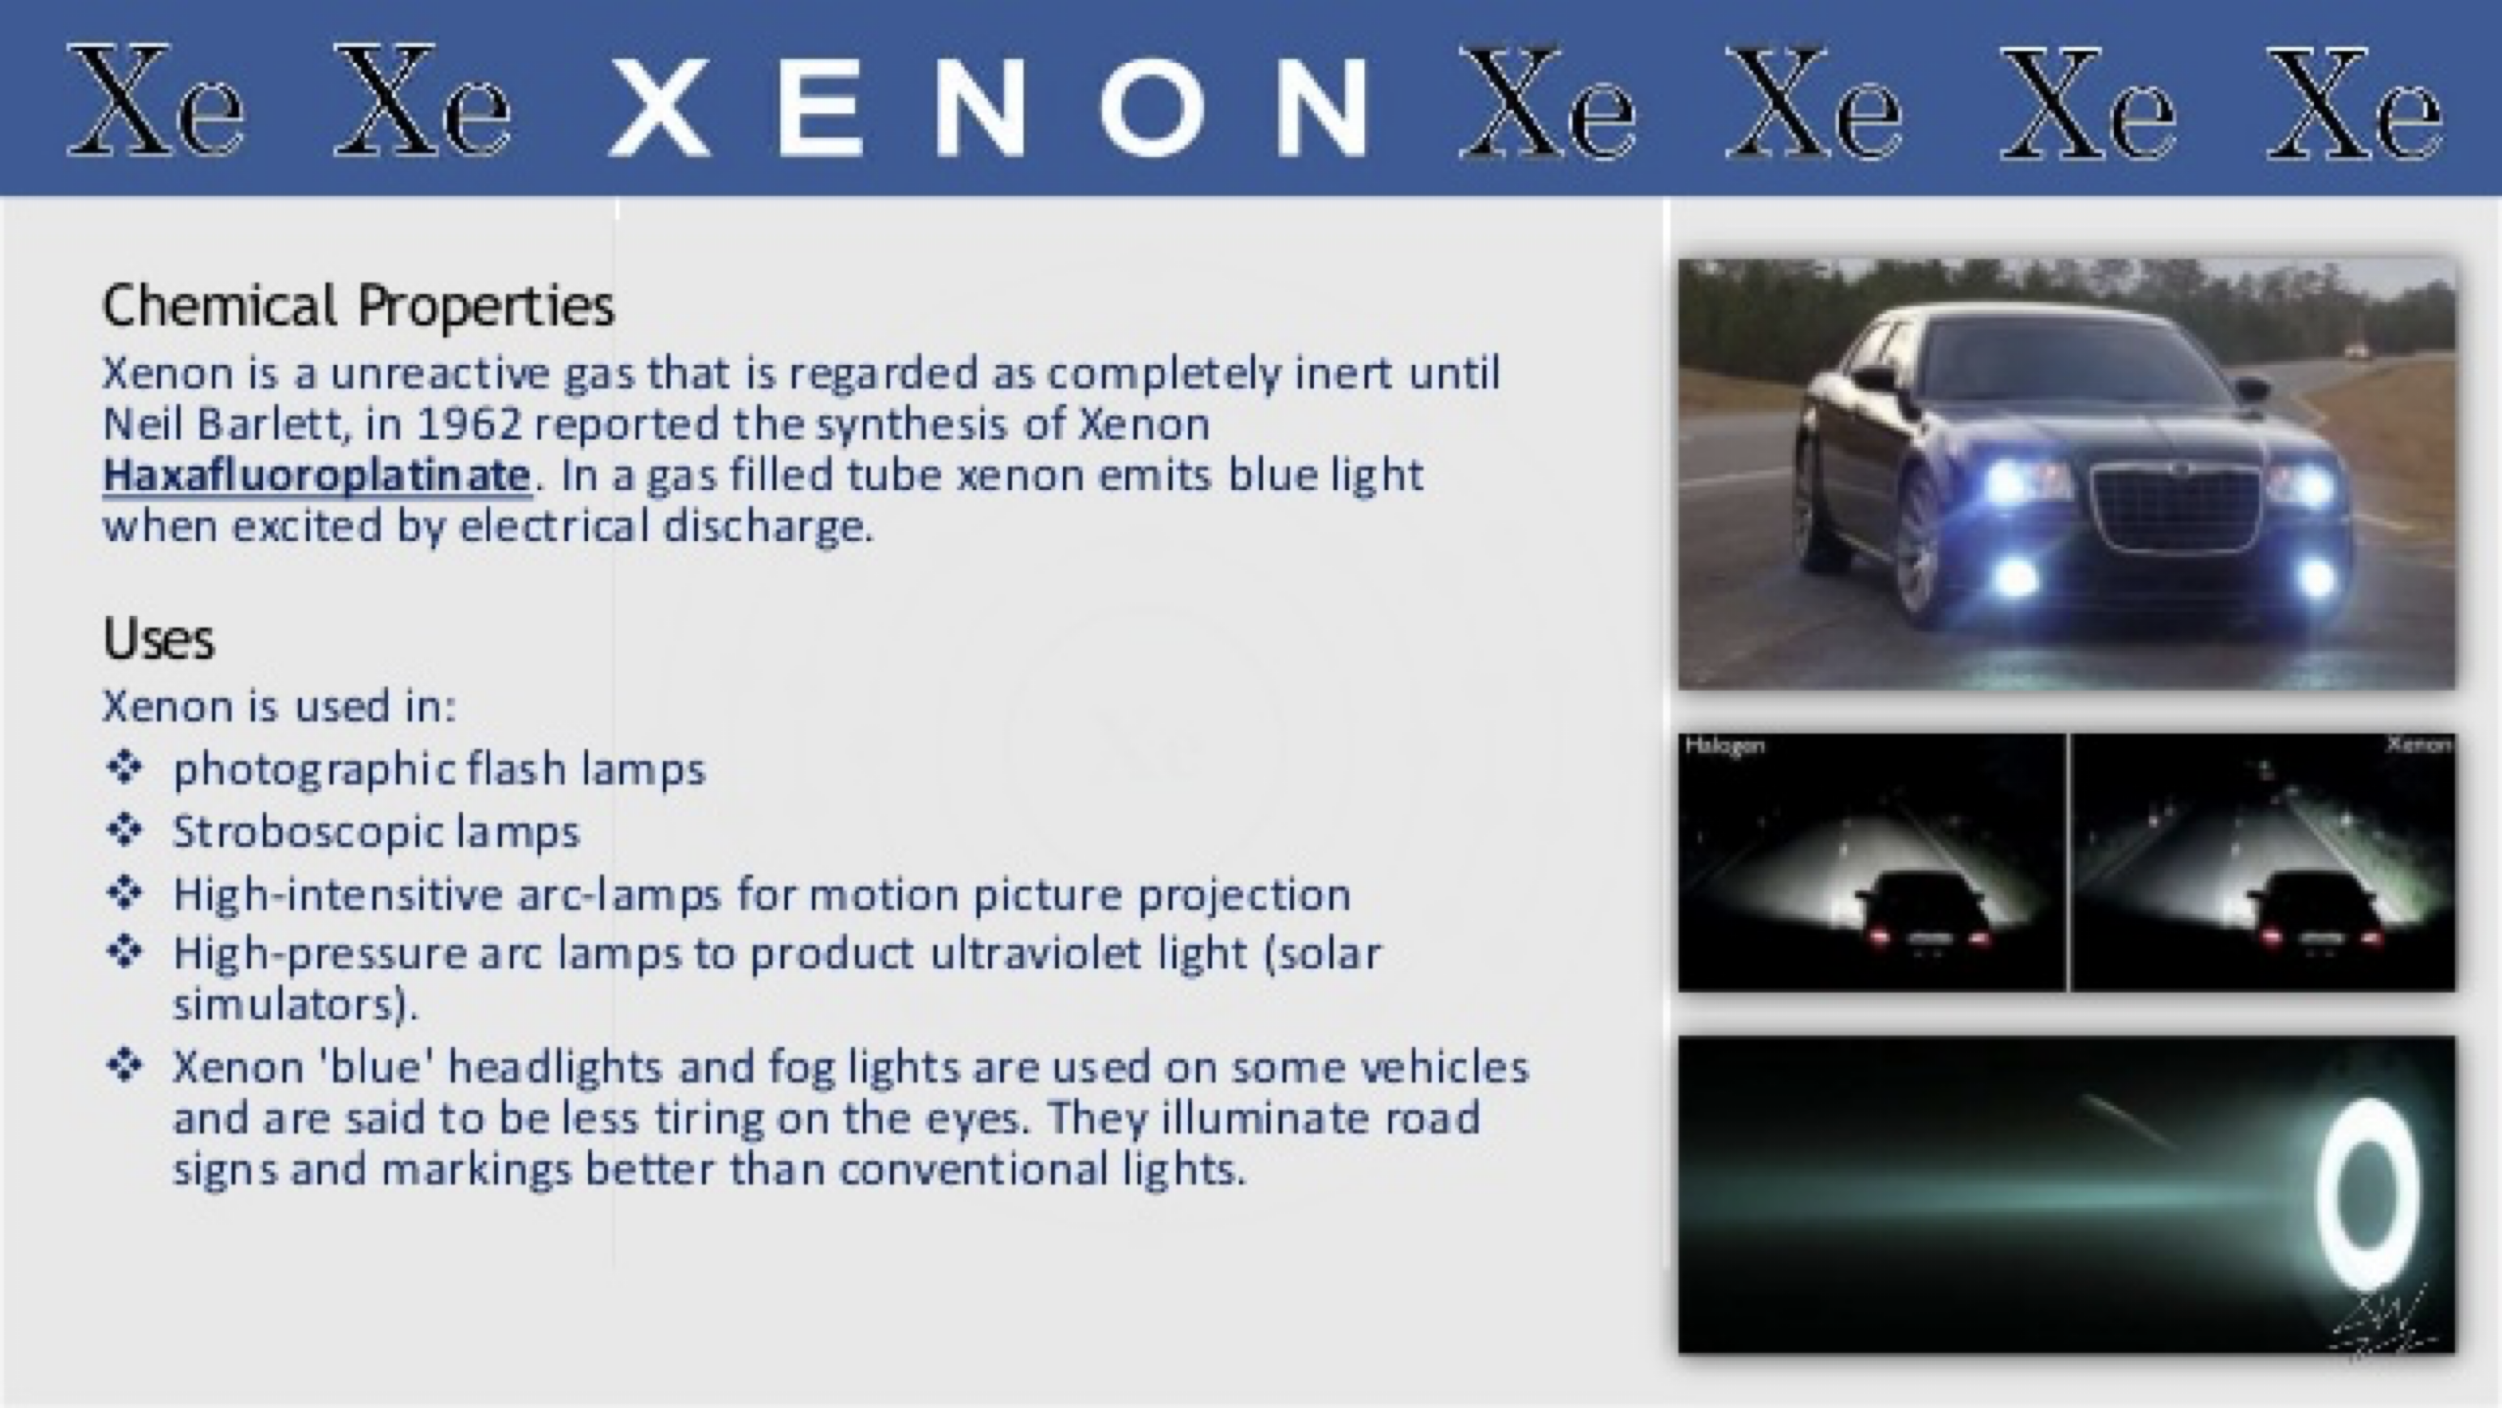 Xe Xe XENON Xe Xe Xe Xe
Chemical Properties
Xenon is a unreactive gas that is regarded as completely inert until
Neil Barlett, in 1962 reported the synthesis of Xenon
Haxafluoroplatinate. In a gas filled tube xenon emits blue light
when excited by electrical discharge.
Uses
Xenon is used in:
❖ photographic flash lamps
❖ Stroboscopic lamps
❖ High-intensitive arc-lamps for motion picture projection
❖ High-pressure arc lamps to product ultraviolet light (solar
simulators).
❖ Xenon 'blue' headlights and fog lights are used on some vehicles
and are said to be less tiring on the eyes. They illuminate road
signs and markings better than conventional lights.
Halogen
Xenon